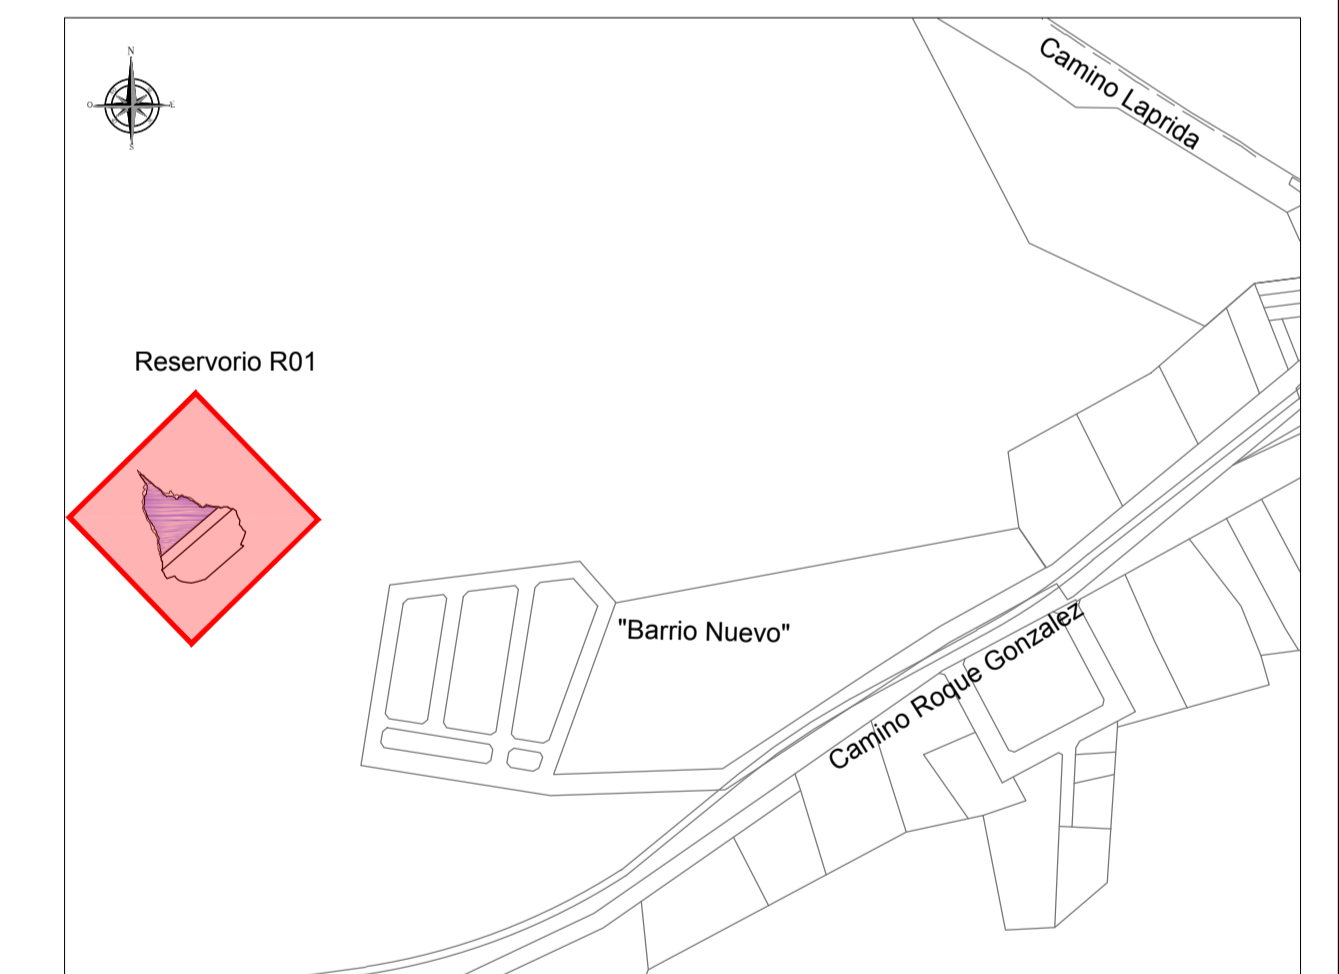 N
O
E
S
Camino Laprida
Reservorio R01
"Barrio Nuevo"
Camino Roque Gonzalez